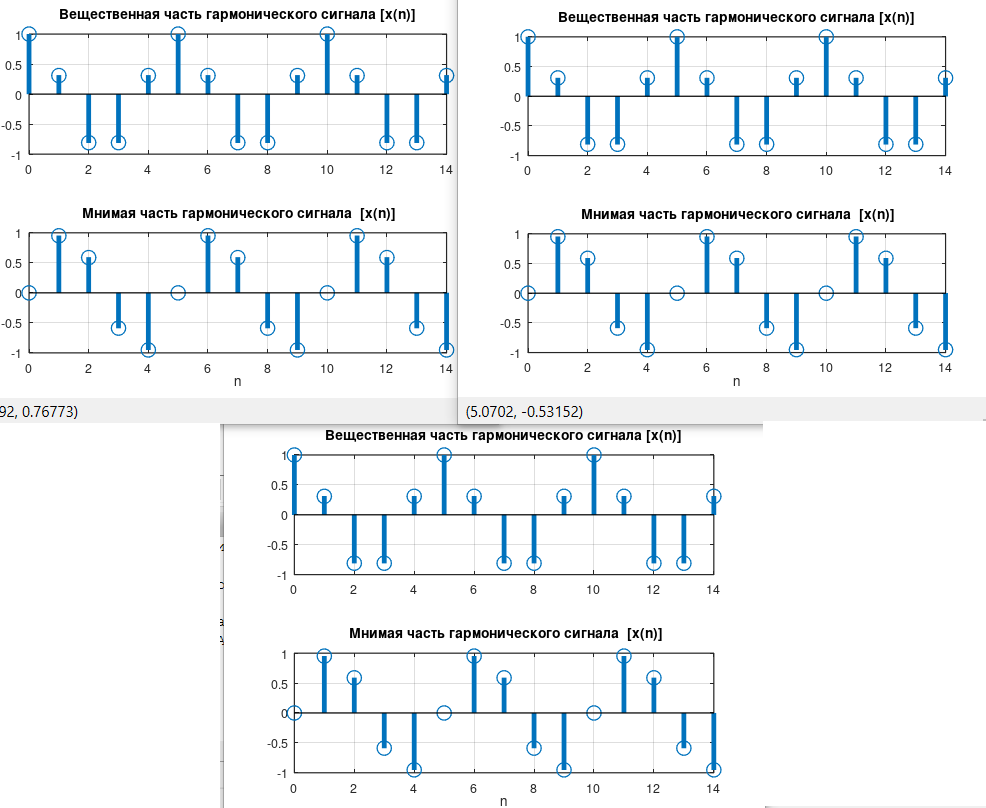 Вещественная часть гармонического сигнала [x(n)]
1
0.5
0
-0.5
-1
0 2 4 6 8 10 12 14
Мнимая часть гармонического сигнала [x(n)]
1
0.5
0
-0.5
-1
0 2 4 6 8 10 12 14
n
92, 0.76773)
Вещественная часть гармонического сигнала [x(n)]
1
0.5
0
-0.5
-1
0 2 4 6 8 10 12 14
Мнимая часть гармонического сигнала [x(n)]
1
0.5
0
-0.5
-1
0 2 4 6 8 10 12 14
n
(5.0702, -0.53152)
Вещественная часть гармонического сигнала [x(n)]
1
0.5
0
-0.5
-1
0 2 4 6 8 10 12 14
Мнимая часть гармонического сигнала [x(n)]
1
0.5
0
-0.5
-1
0 2 4 6 8 10 12 14
n